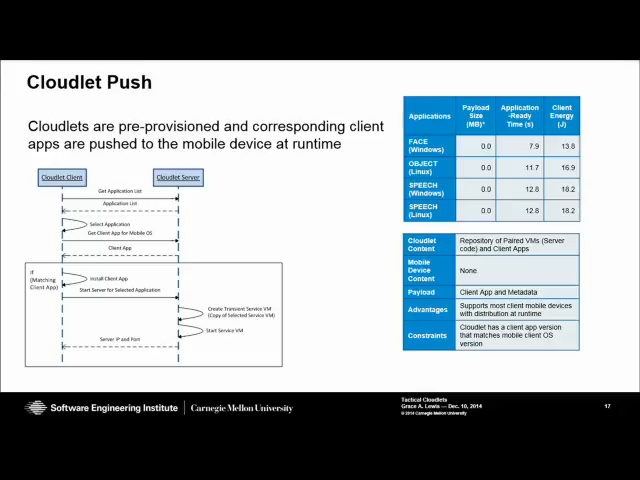 Cloudlet Push
Cloudlets are pre-provisioned and corresponding client
apps are pushed to the mobile device at runtime
Cloudlet Client
Cloudlet Server
Get Application List
Application List
Select Application
Get Client App for Mobile OS
Client App
if
(Matching
Client App)
Install Client App
Start Server for Selected Application
Create Transient Service VM
(Copy of Selected Service VM)
Start Service VM
Server IP and Port
Applications
Payload
Size
(MB)*
Application
-Ready
Time (s)
Client
Energy
(J)
FACE
(Windows)
0.0
7.9
13.8
OBJECT
(Linux)
0.0
11.7
16.9
SPEECH
(Windows)
0.0
12.8
18.2
SPEECH
(Linux)
0.0
12.8
18.2
Cloudlet
Content
Repository of Paired VMs (Server
code) and Client Apps
Mobile
Device
Content
None
Payload
Client App and Metadata
Advantages
Supports most client mobile devices
with distribution at runtime
Constraints
Cloudlet has a client app version
that matches mobile client OS
version
Software Engineering Institute
Carnegie Mellon University
Tactical Cloudlets
Grace A. Lewis — Dec. 10, 2014
© 2014 Carnegie Mellon University
17